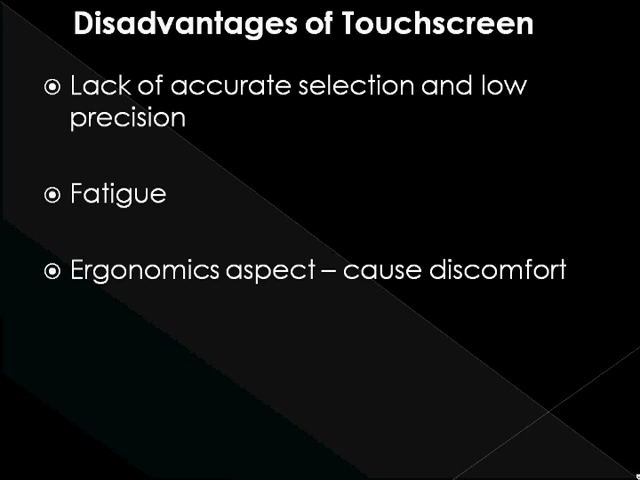 Disadvantages of Touchscreen
Lack of accurate selection and low
precision
Fatigue
Ergonomics aspect – cause discomfort